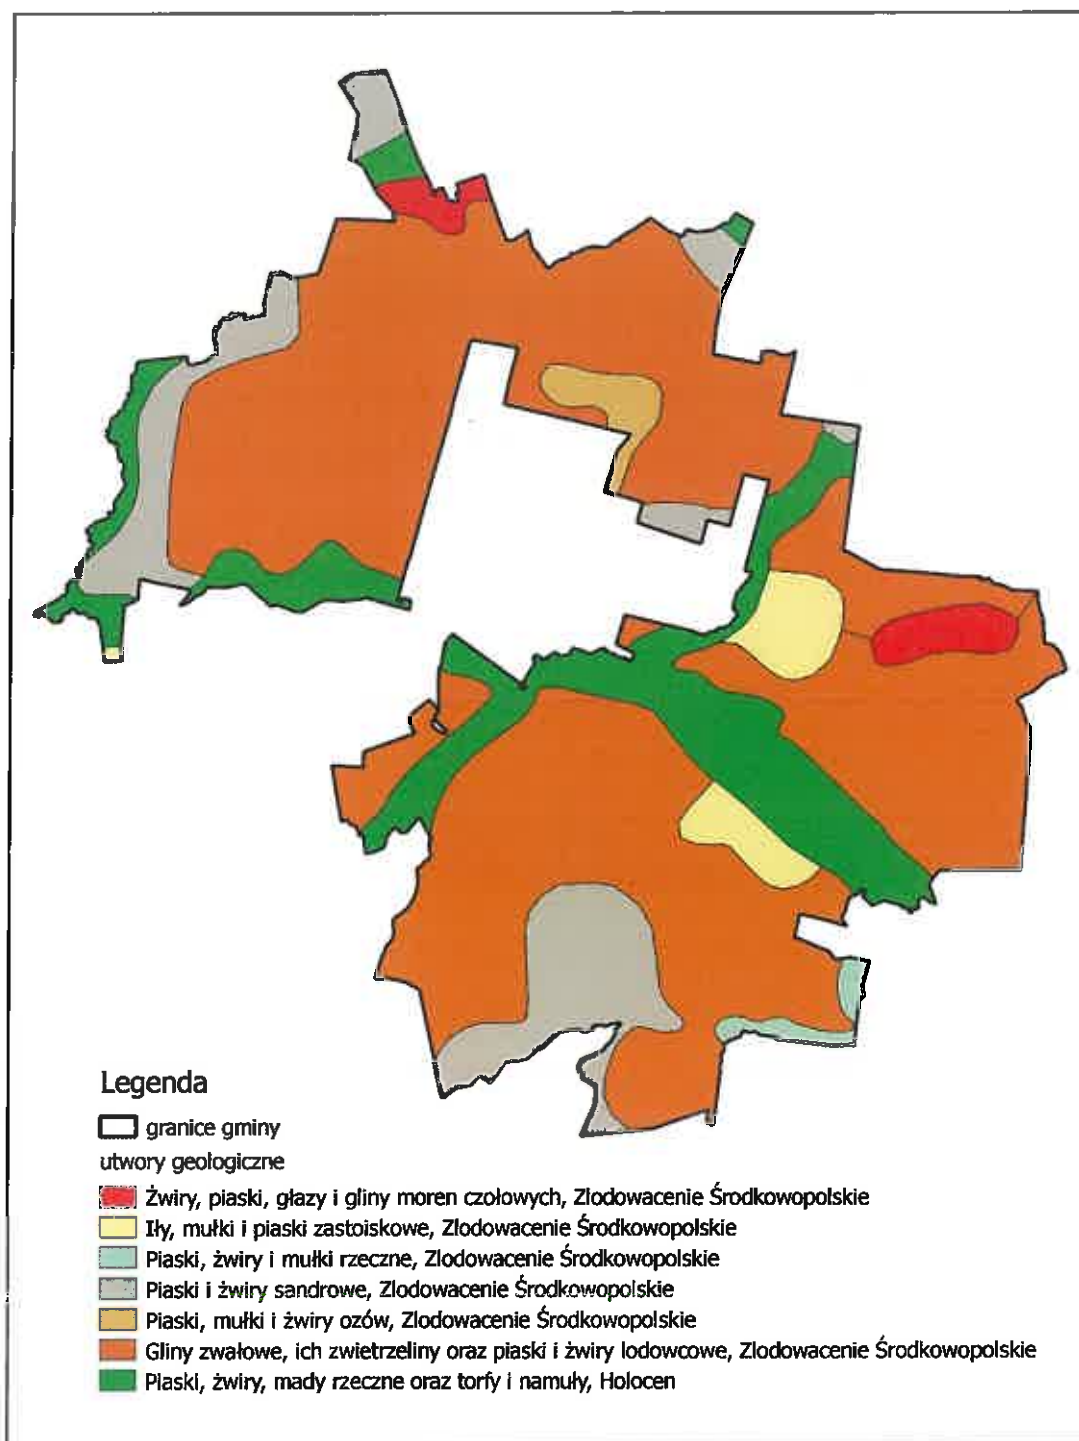 Legenda
granice gminy
utwory geologiczne
Żwiry, piaski, głazy i gliny moren czołowych, Zlodowacenie Środkowopolskie
Iły, mułki i piaski zastoiskowe, Zlodowacenie Środkowopolskie
Piaski, żwiry i mułki rzeczne, Zlodowacenie Środkowopolskie
Piaski i żwiry sandrowe, Zlodowacenie Środkowopolskie
Piaski, mułki i żwiry ozów, Zlodowacenie Środkowopolskie
Gliny zwałowe, ich zwietrzeliny oraz piaski i żwiry lodowcowe, Zlodowacenie Środkowopolskie
Piaski, żwiry, mady rzeczne oraz torfy i namuły, Holocen